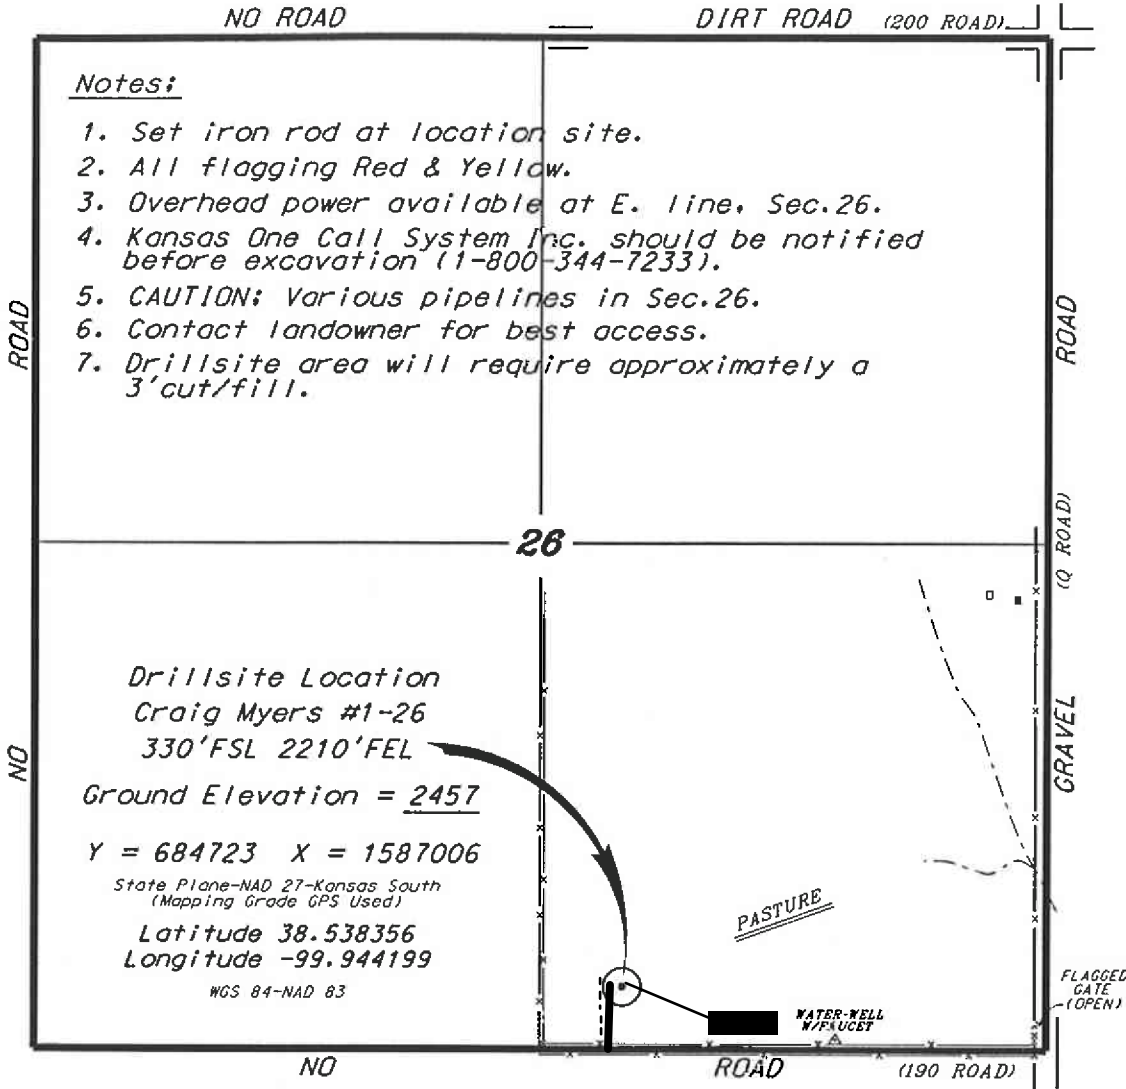 NO ROAD
DIRT ROAD (200 ROAD)
Notes:
1. Set iron rod at location site.
2. All flagging Red & Yellow.
3. Overhead power available at E. line, Sec.26.
4. Kansas One Call System Inc. should be notified
before excavation (1-800-344-7233).
5. CAUTION: Various pipelines in Sec.26.
6. Contact landowner for best access.
7. Drillsite area will require approximately a
3'cut/fill.
ROAD
ROAD
26
(Q ROAD)
Drillsite Location
Craig Myers #1-26
330'FSL 2210'FEL
Ground Elevation = 2457
NO
GRAVEL
Y = 684723 X = 1587006
State Plane-NAD 27-Kansas South
(Mapping Grade GPS Used)
Latitude 38.538356
Longitude -99.944199
WGS 84-NAD 83
PASTURE
FLAGGED
GATE
(OPEN)
WATER-WELL
W/FAUCET
NO
ROAD
(190 ROAD)